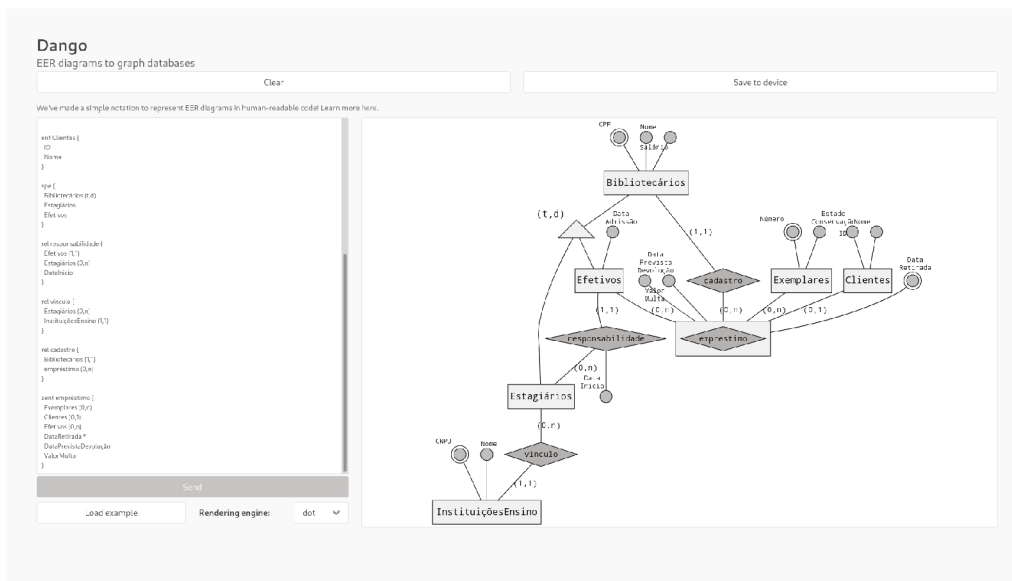 Dango
EER diagrams to graph databases
Clear
Save to device
We've made a simple notation to represent EER diagrams in human-readable code! Learn more here.
ent Clientes {
ID
Nome
}
spe {
Bibliotecários (t,d)
Estagiários
Efetivos
}
rel responsabilidade {
Efetivos (1,1)
Estagiários (0,n)
DataInício
}
rel vínculo {
Estagiários (0,n)
InstituiçõesEnsino (1,1)
}
rel cadastro {
Bibliotecários (1,1)
empréstimo (0,n)
}
aent empréstimo {
Exemplares (0,n)
Clientes (0,1)
Efetivos (0,n)
DataRetirada *
DataPrevistaDevolução
ValorMulta
}
Send
Load example
Rendering engine:
dot
CPF
Nome
Salário
Bibliotecários
(t,d)
Data
Admissão
(1,1)
Número
Estado
Conservação
Nome
ID
Data
Prevista
Devolução
Data
Retirada
Efetivos
cadastro
Exemplares
Clientes
Valor
Multa
(1,1)
(0,n)
(0,n)
(0,n)
(0,1)
responsabilidade
empréstimo
(0,n)
Data
Início
Estagiários
(0,n)
CNPJ
Nome
vínculo
(1,1)
InstituiçõesEnsino